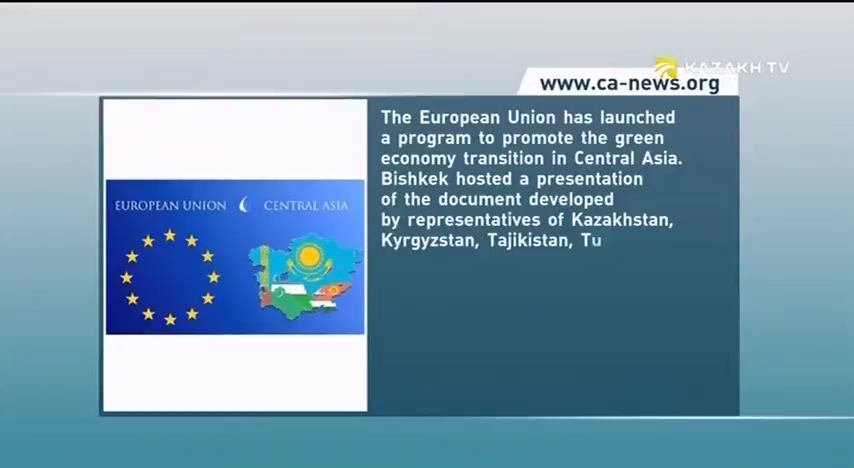 KAZAKH TV
www.ca-news.org
The European Union has launched
a program to promote the green
economy transition in Central Asia.
Bishkek hosted a presentation
of the document developed
by representatives of Kazakhstan,
Kyrgyzstan, Tajikistan, Tu
EUROPEAN UNION CENTRAL ASIA